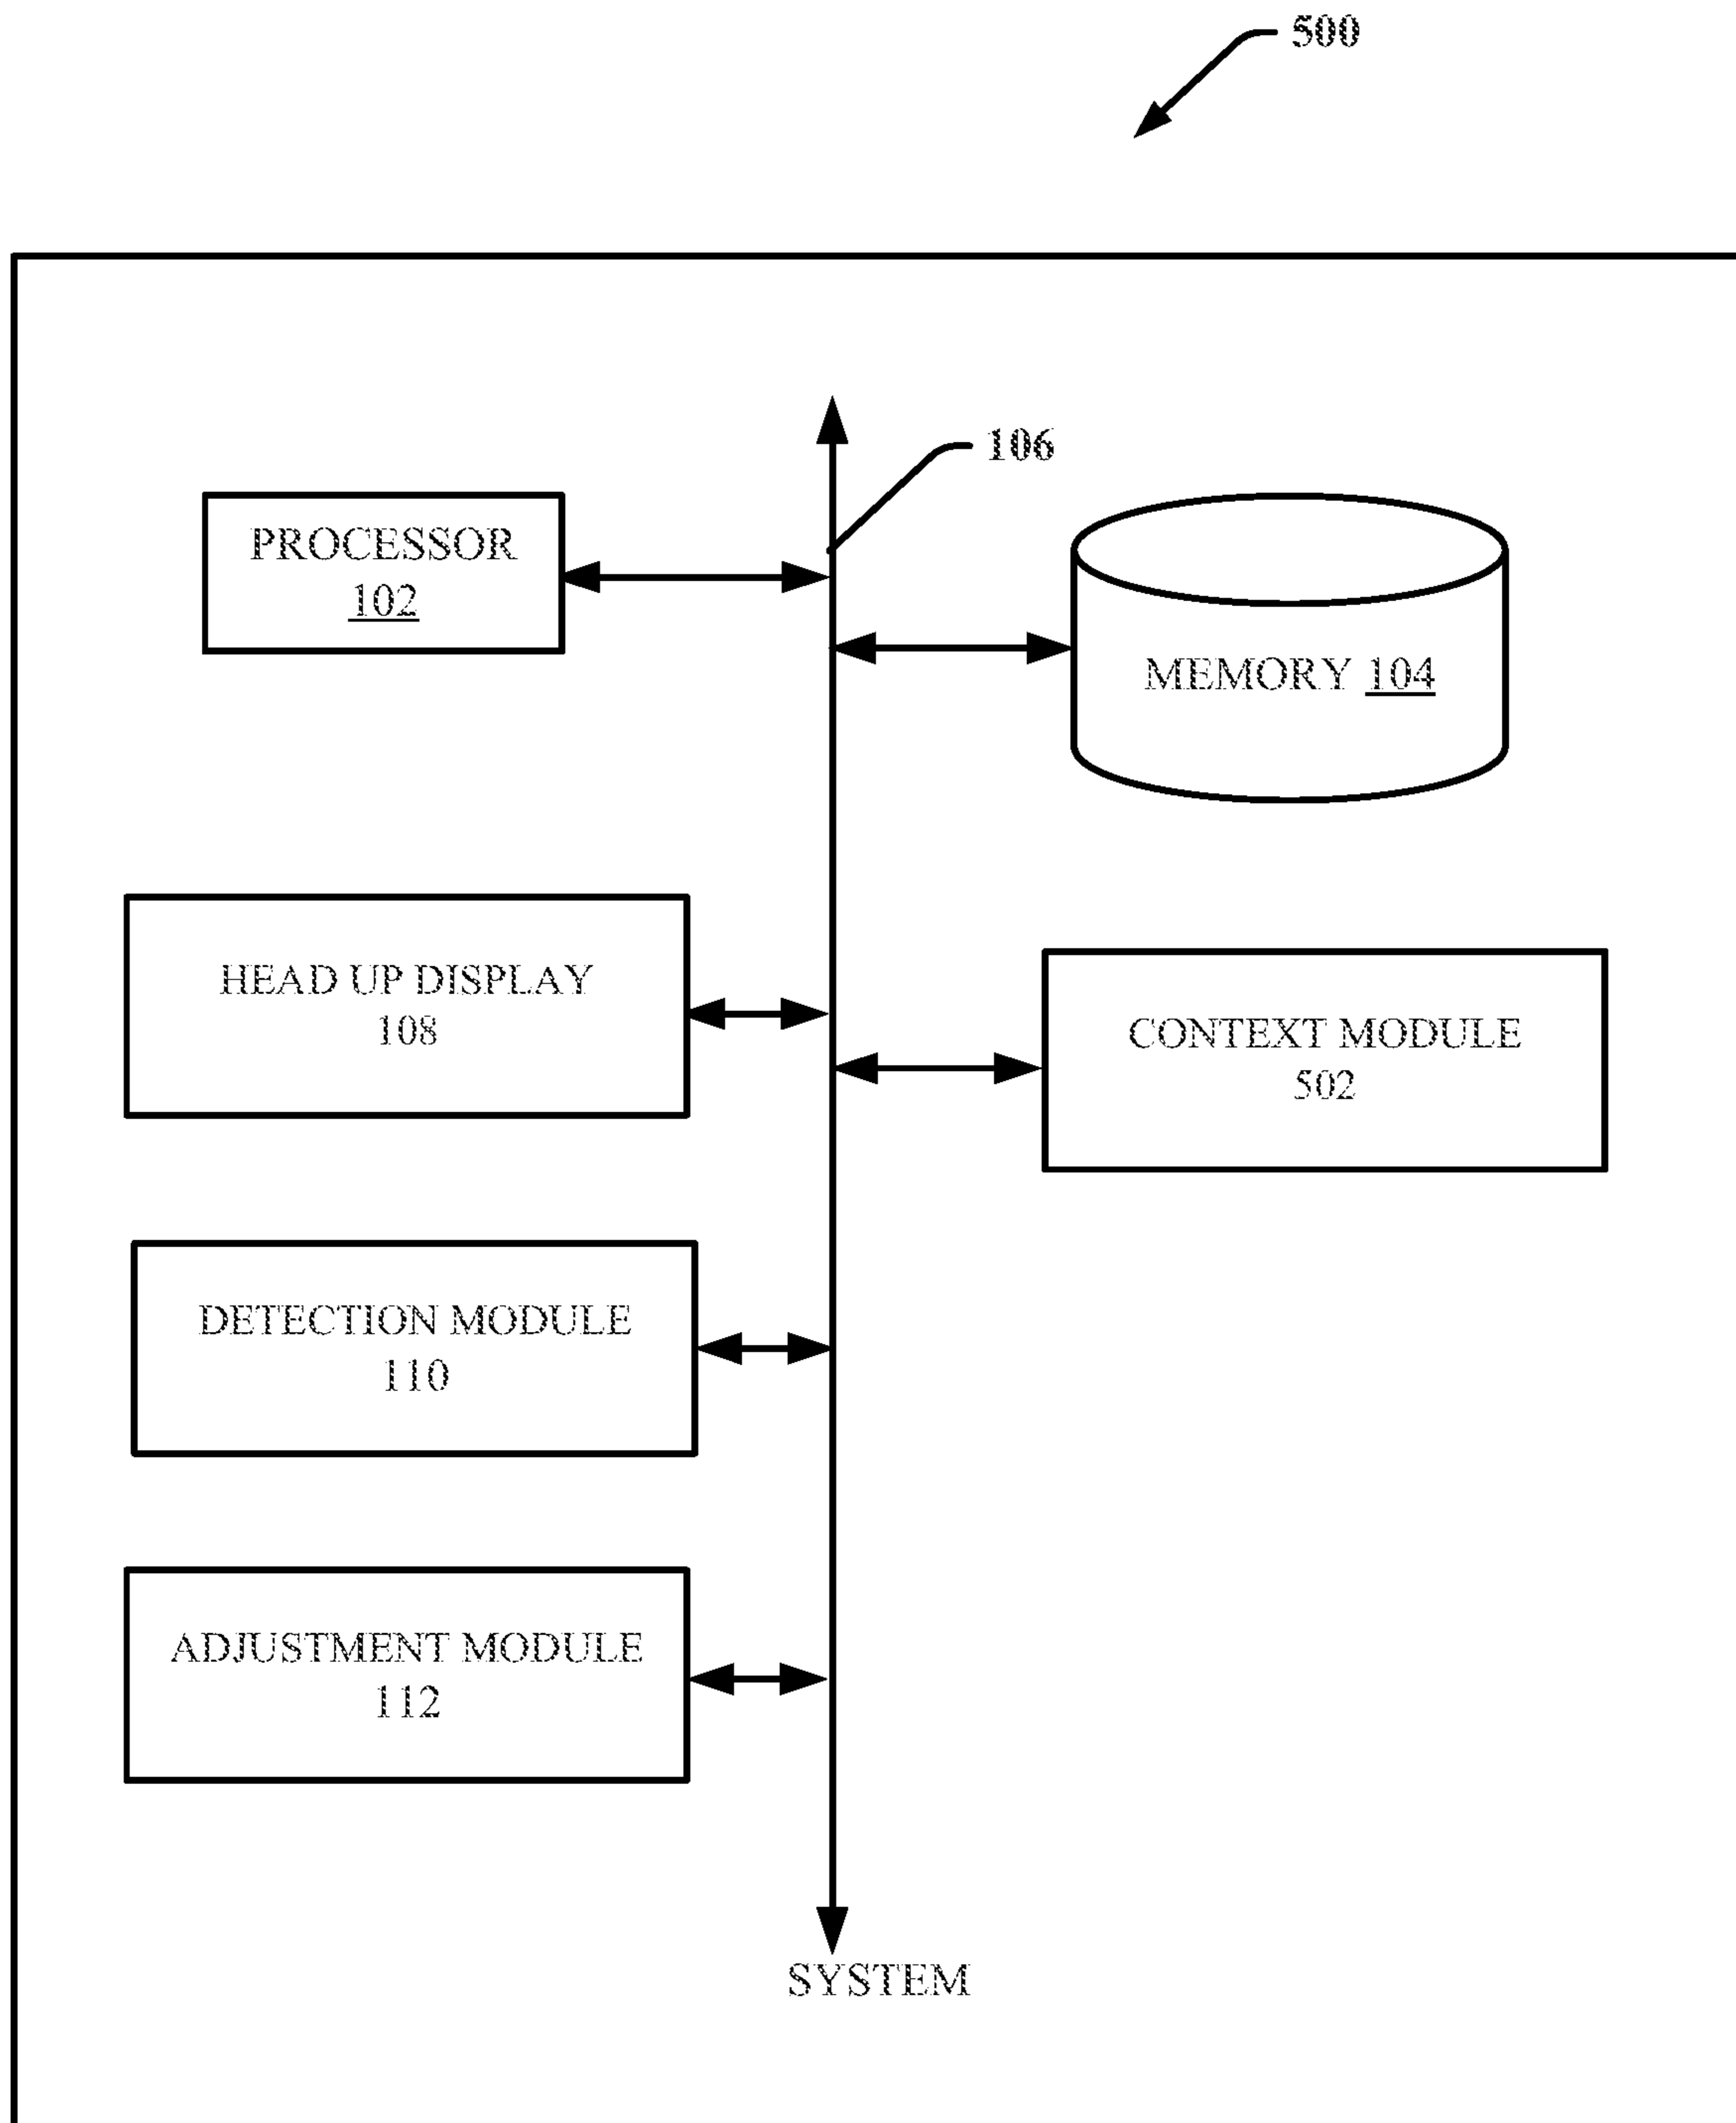 500
106
PROCESSOR
102
MEMORY 104
HEAD UP DISPLAY
108
CONTEXT MODULE
502
DETECTION MODULE
110
ADJUSTMENT MODULE
112
SYSTEM